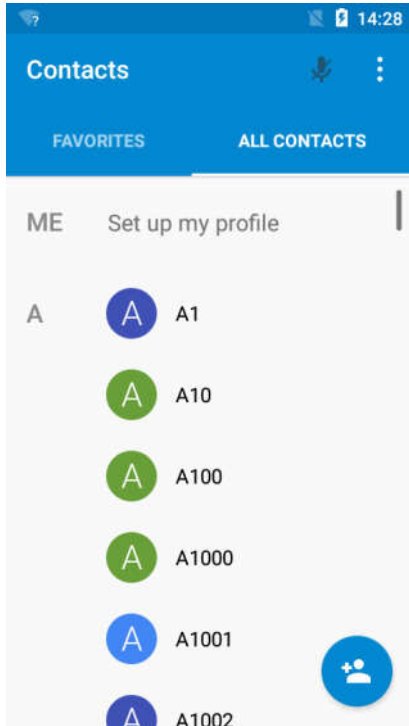 14:28
Contacts
FAVORITES ALL CONTACTS
ME Set up my profile
A A A1
A A10
A A100
A A1000
A A1001
A A1002